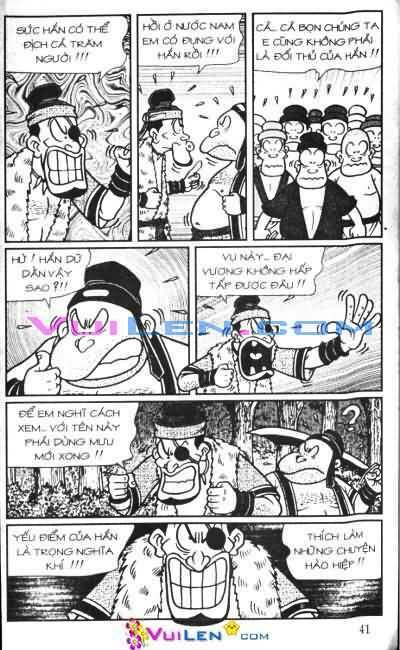 SỨC HẮN CÓ THỂ
ĐỊCH CẢ TRĂM
NGƯỜI !!!
HỒI Ở NƯỚC NAM
EM CÓ ĐỤNG VỚI
HẮN RỒI !!!
CẢ.. CẢ BỌN CHÚNG TA
E CŨNG KHÔNG PHẢI
LÀ ĐỐI THỦ CỦA HẮN !!
HỪ ! HẮN DỮ
DẰN VẬY
SAO ?!!
VỤ NÀY.. ĐẠI
VƯƠNG KHÔNG HẤP
TẤP ĐƯỢC ĐÂU !!
VUILEN.COM
ĐỂ EM NGHĨ CÁCH
XEM.. VỚI TÊN NÀY
PHẢI DÙNG MƯU
MỚI XONG !!
?
YẾU ĐIỂM CỦA HẮN
LÀ TRỌNG NGHĨA
KHÍ !!!
THÍCH LÀM
NHỮNG CHUYỆN
HÀO HIỆP !!
41
VUILEN.COM